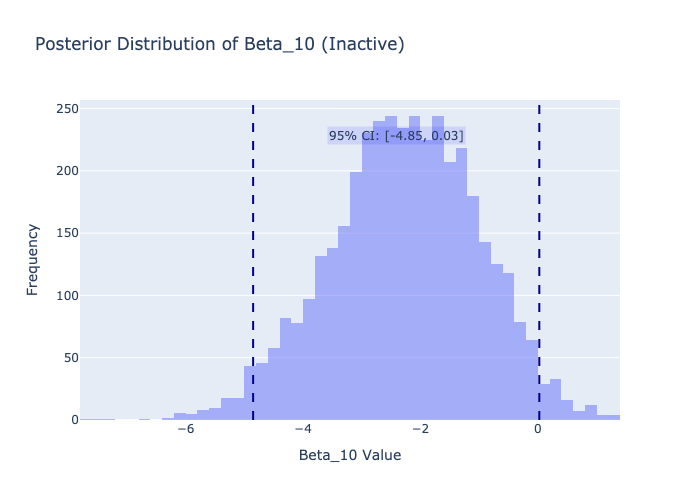 Posterior Distribution of Beta_10 (Inactive)
250
95% CI: [-4.85, 0.03]
200
150
100
50
0
Frequency
−6
−4
−2
0
Beta_10 Value